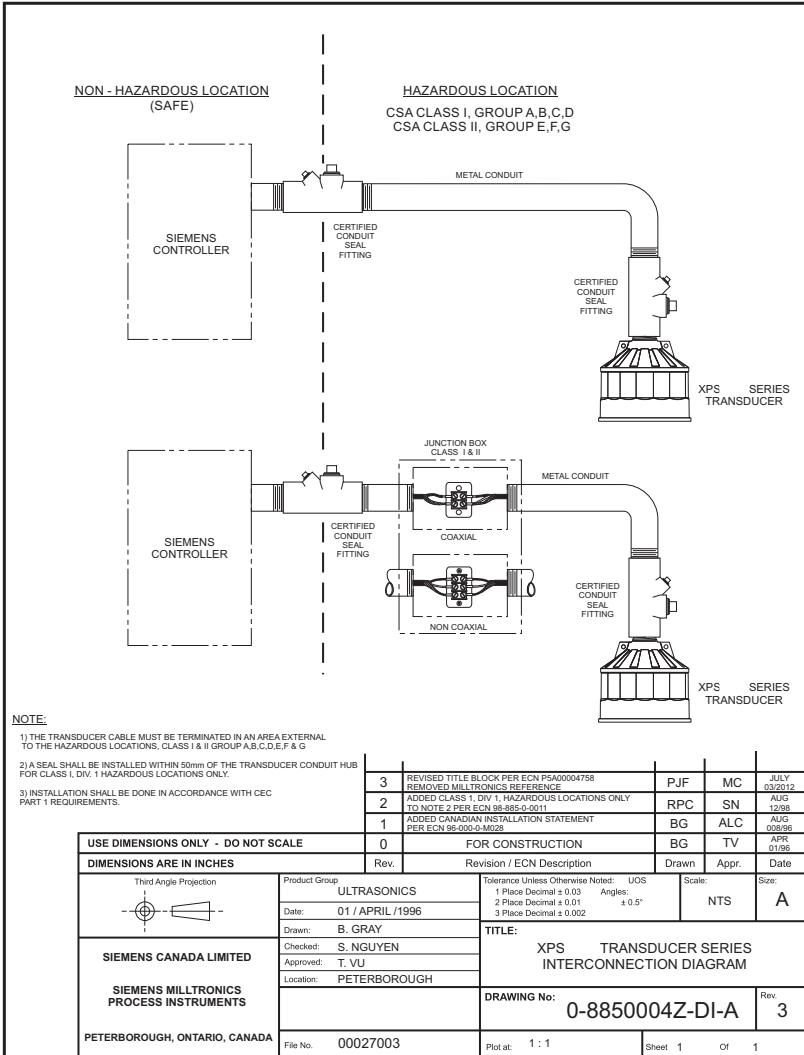 NON - HAZARDOUS LOCATION
(SAFE)
HAZARDOUS LOCATION
CSA CLASS I, GROUP A,B,C,D
CSA CLASS II, GROUP E,F,G
METAL CONDUIT
SIEMENS
CONTROLLER
CERTIFIED
CONDUIT
SEAL
FITTING
CERTIFIED
CONDUIT
SEAL
FITTING
XPS SERIES
TRANSDUCER
JUNCTION BOX
CLASS I & II
METAL CONDUIT
SIEMENS
CONTROLLER
CERTIFIED
CONDUIT
SEAL
FITTING
COAXIAL
NON COAXIAL
CERTIFIED
CONDUIT
SEAL
FITTING
XPS SERIES
TRANSDUCER
NOTE:
1) THE TRANSDUCER CABLE MUST BE TERMINATED IN AN AREA EXTERNAL
TO THE HAZARDOUS LOCATIONS, CLASS I & II GROUP A,B,C,D,E,F & G
2) A SEAL SHALL BE INSTALLED WITHIN 50mm OF THE TRANSDUCER CONDUIT HUB
FOR CLASS I, DIV. 1 HAZARDOUS LOCATIONS ONLY.
3) INSTALLATION SHALL BE DONE IN ACCORDANCE WITH CEC
PART 1 REQUIREMENTS.
3 REVISED TITLE BLOCK PER ECN P5A00004758 REMOVED MILLTRONICS REFERENCE PJF MC JULY 03/2012
2 ADDED CLASS 1, DIV 1, HAZARDOUS LOCATIONS ONLY TO NOTE 2 PER ECN 98-885-0-0011 RPC SN AUG 12/98
1 ADDED CANADIAN INSTALLATION STATEMENT PER ECN 96-000-0-M028 BG ALC AUG 008/96
0 FOR CONSTRUCTION BG TV APR 01/96
Rev. Revision / ECN Description Drawn Appr. Date
USE DIMENSIONS ONLY - DO NOT SCALE
DIMENSIONS ARE IN INCHES
Third Angle Projection
SIEMENS CANADA LIMITED
SIEMENS MILLTRONICS
PROCESS INSTRUMENTS
PETERBOROUGH, ONTARIO, CANADA
Product Group
ULTRASONICS
Date: 01 / APRIL /1996
Drawn: B. GRAY
Checked: S. NGUYEN
Approved: T. VU
Location: PETERBOROUGH
File No. 00027003
Tolerance Unless Otherwise Noted: UOS
1 Place Decimal ± 0.03 Angles:
2 Place Decimal ± 0.01 ± 0.5°
3 Place Decimal ± 0.002
Scale:
NTS
Size:
A
TITLE:
XPS TRANSDUCER SERIES
INTERCONNECTION DIAGRAM
DRAWING No:
0-8850004Z-DI-A
Rev.
3
Plot at: 1 : 1
Sheet 1 Of 1